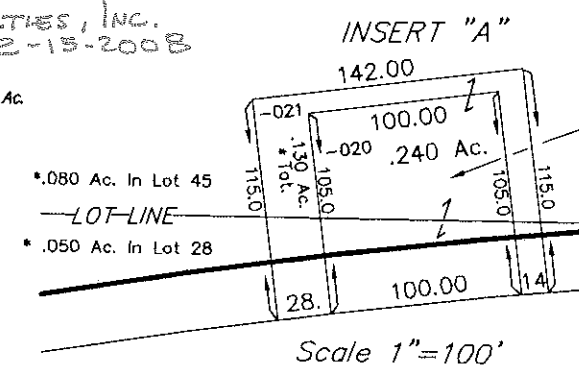 TIES, INC.
2-15-2008
INSERT "A"
142.00
Ac.
-021
100.00
-020
.240 Ac.
.130 Ac.
* Tot.
115.0
105.0
105.0
115.0
*.080 Ac. In Lot 45
LOT LINE
* .050 Ac. In Lot 28
28.
100.00
14
Scale 1"=100'